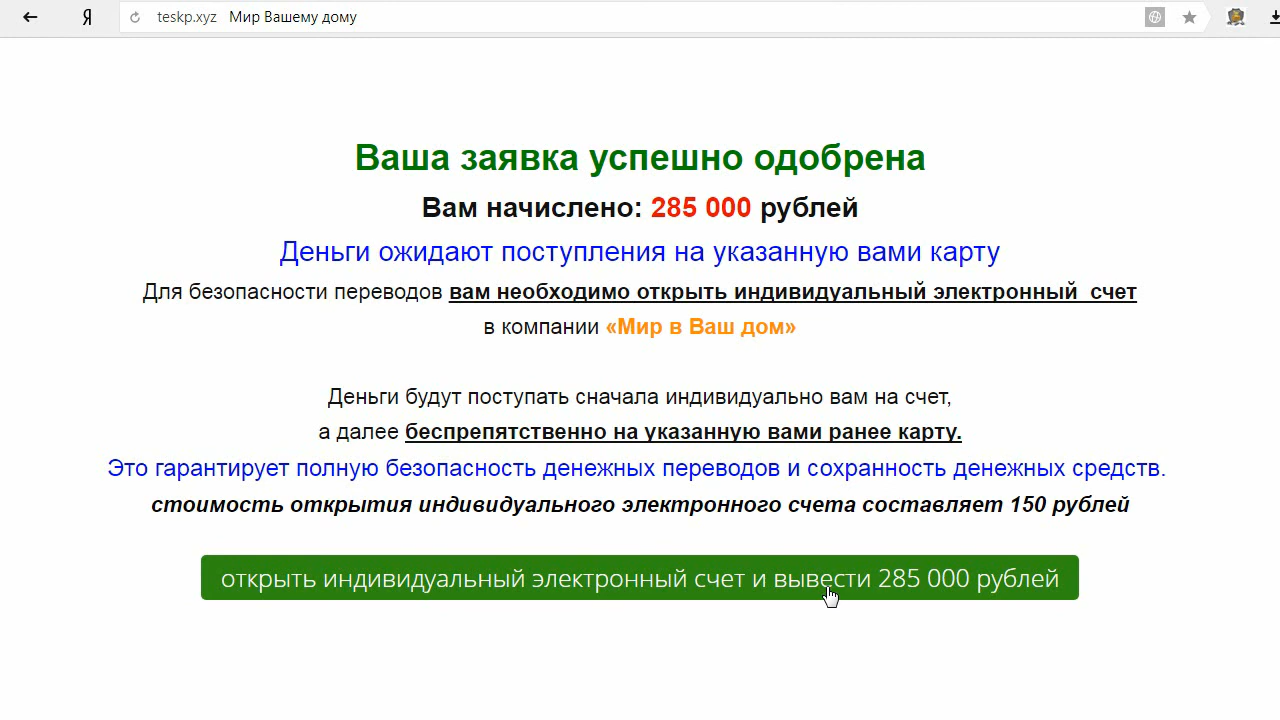 Я teskp.xyz Мир Вашему дому
Ваша заявка успешно одобрена
Вам начислено: 285 000 рублей
Деньги ожидают поступления на указанную вами карту
Для безопасности переводов вам необходимо открыть индивидуальный электронный счет
в компании «Мир в Ваш дом»
Деньги будут поступать сначала индивидуально вам на счет,
а далее беспрепятственно на указанную вами ранее карту.
Это гарантирует полную безопасность денежных переводов и сохранность денежных средств.
стоимость открытия индивидуального электронного счета составляет 150 рублей
открыть индивидуальный электронный счет и вывести 285 000 рублей